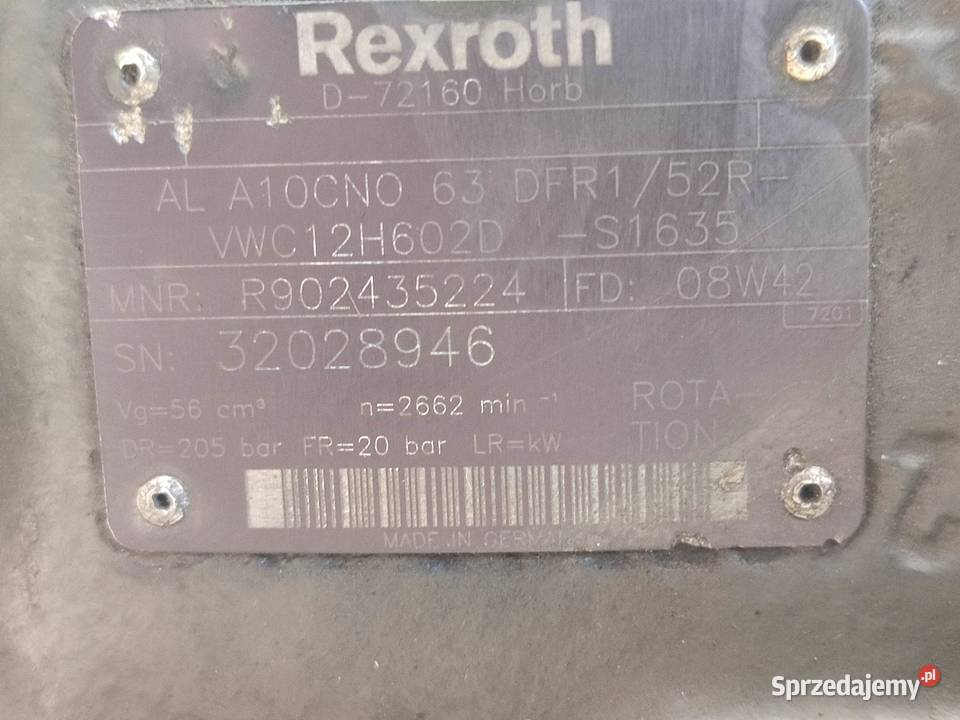 Rexroth
D-72160 Horb
AL A10CNO 63 DFR1/52R-
VWC12H602D -S1635
MNR: R902435224 FD: 08W42
7201
SN: 32028946
Vg=56 cm³ n=2662 min⁻¹ ROTA-
DR=205 bar FR=20 bar LR=kW TION
MADE IN GERMANY
Sprzedajemy.pl